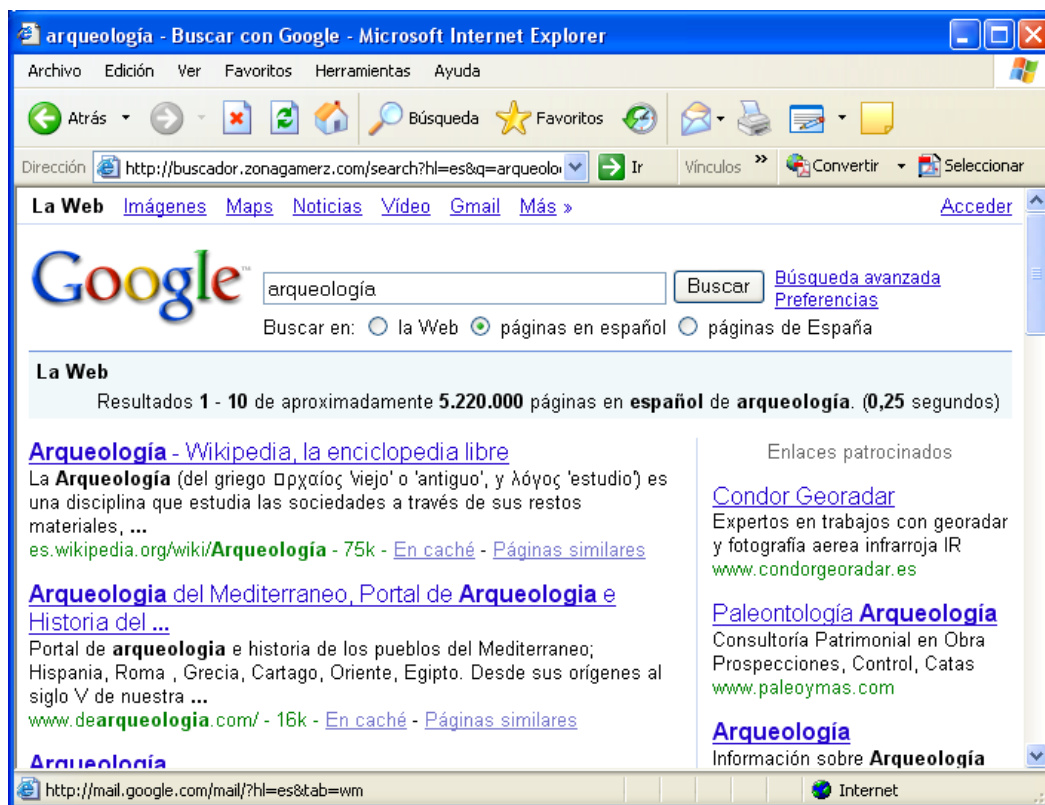 arqueología - Buscar con Google - Microsoft Internet Explorer
Archivo Edición Ver Favoritos Herramientas Ayuda
Atrás Búsqueda Favoritos
Dirección http://buscador.zonagamerz.com/search?hl=es&q=arqueolo Ir Vínculos » Convertir Seleccionar
La Web Imágenes Maps Noticias Vídeo Gmail Más » Acceder
Google™ arqueología Buscar Búsqueda avanzada
Preferencias
Buscar en: la Web páginas en español páginas de España
La Web
Resultados 1 - 10 de aproximadamente 5.220.000 páginas en español de arqueología. (0,25 segundos)
Arqueología - Wikipedia, la enciclopedia libre
La Arqueología (del griego □ρχαίος 'viejo' o 'antiguo', y λόγος 'estudio') es
una disciplina que estudia las sociedades a través de sus restos
materiales, ...
es.wikipedia.org/wiki/Arqueología - 75k - En caché - Páginas similares
Arqueologia del Mediterraneo, Portal de Arqueologia e
Historia del ...
Portal de arqueologia e historia de los pueblos del Mediterraneo;
Hispania, Roma , Grecia, Cartago, Oriente, Egipto. Desde sus orígenes al
siglo V de nuestra ...
www.dearqueologia.com/ - 16k - En caché - Páginas similares
Arqueología
Enlaces patrocinados
Condor Georadar
Expertos en trabajos con georadar
y fotografía aerea infrarroja IR
www.condorgeoradar.es
Paleontología Arqueología
Consultoría Patrimonial en Obra
Prospecciones, Control, Catas
www.paleoymas.com
Arqueología
Información sobre Arqueología
http://mail.google.com/mail/?hl=es&tab=wm Internet